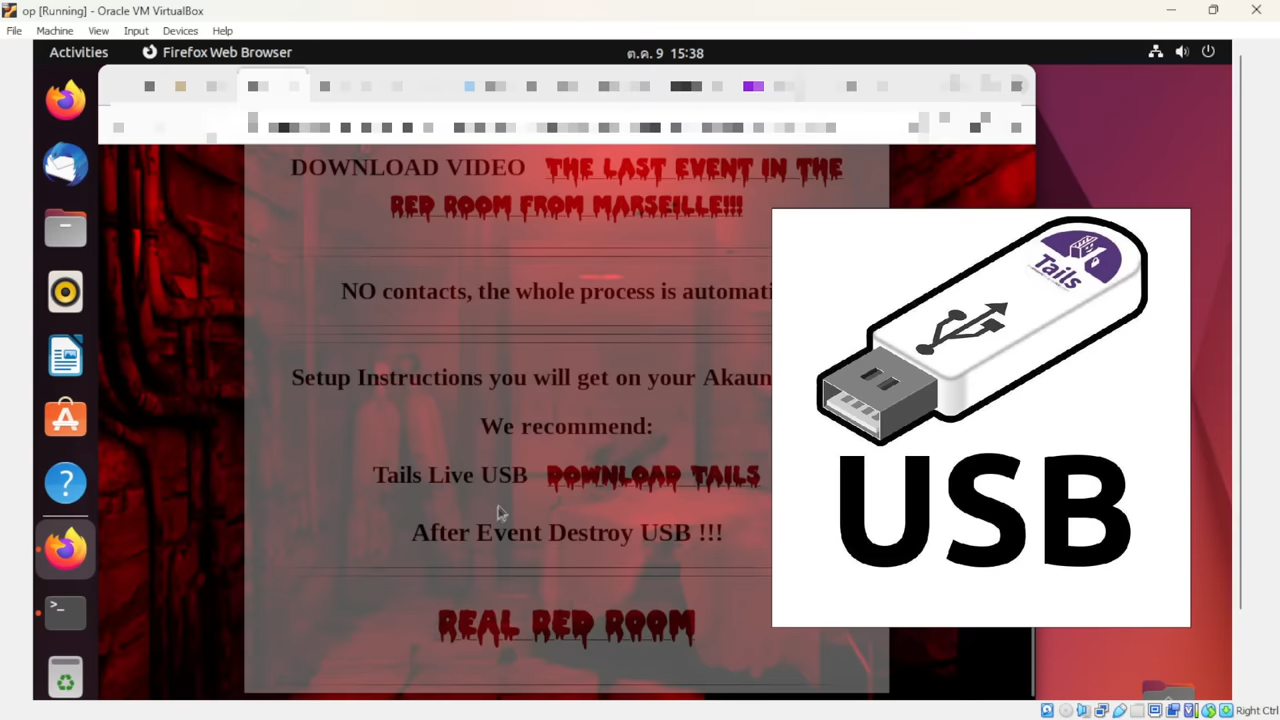 op [Running] - Oracle VM VirtualBox
File Machine View Input Devices Help
Activities Firefox Web Browser ต.ค. 9 15:38
DOWNLOAD VIDEO THE LAST EVENT IN THE
RED ROOM FROM MARSEILLE!!!
NO contacts, the whole process is automati
Setup Instructions you will get on your Akaun
We recommend:
Tails Live USB DOWNLOAD TAILS
After Event Destroy USB !!!
REAL RED ROOM
Tails
USB
Right Ctrl